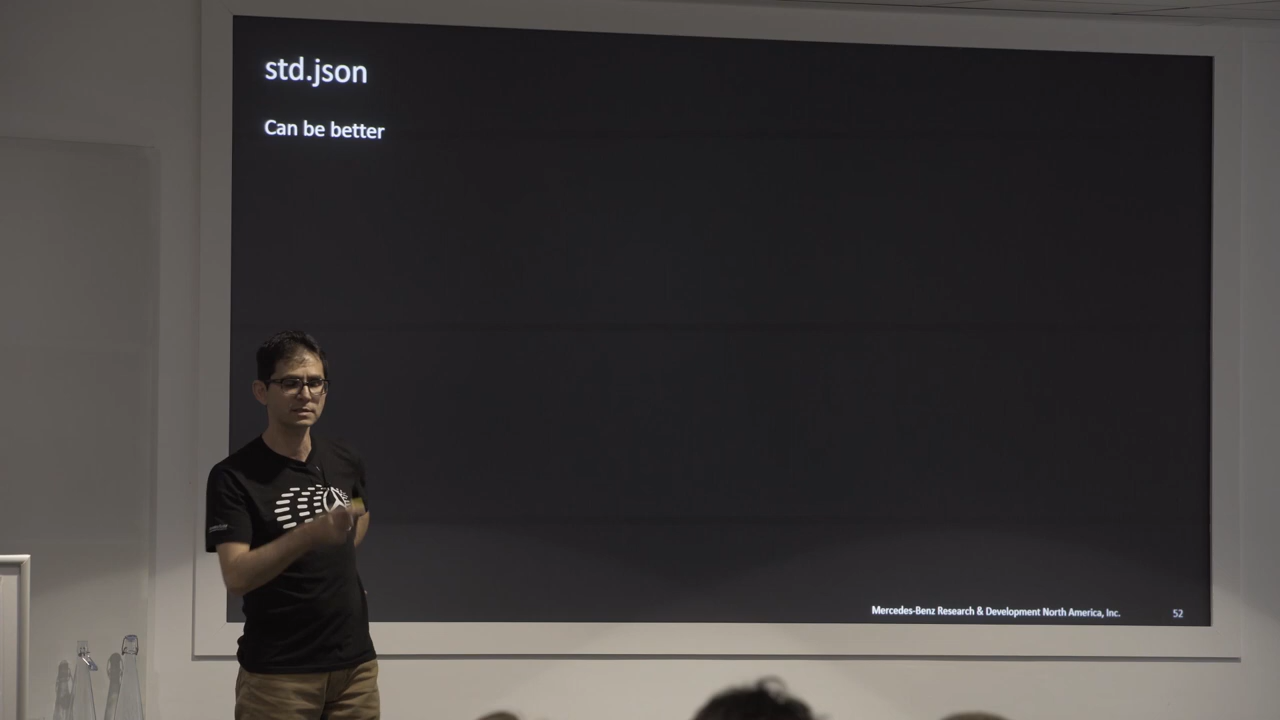 std.json
Can be better
Mercedes-Benz Research & Development North America, Inc.
52